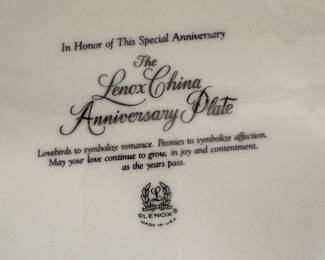 In Honor of This Special Anniversary
The
Lenox China
Anniversary Plate
Lovebirds to symbolize romance. Peonies to symbolize affection.
May your love continue to grow, in joy and contentment,
as the years pass.
L
©LENOX®
MADE IN U.S.A.